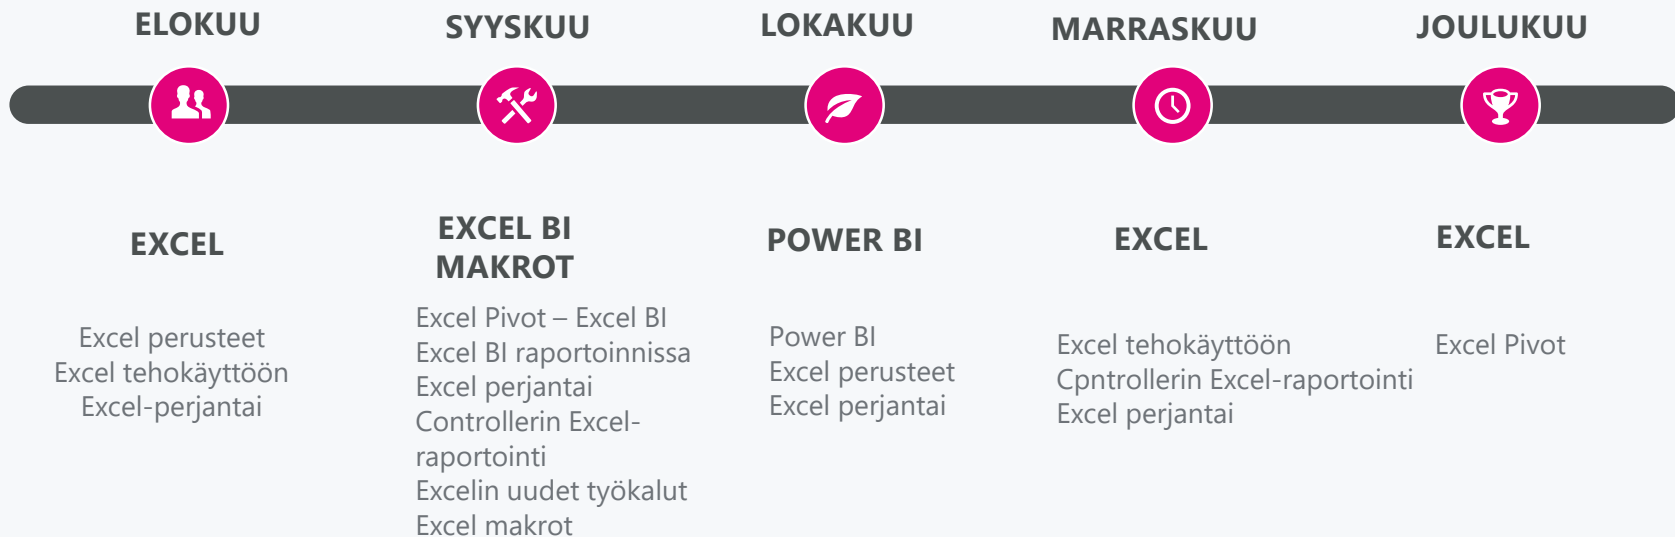 ELOKUU
SYYSKUU
LOKAKUU
MARRASKUU
JOULUKUU
EXCEL
Excel perusteet
Excel tehokäyttöön
Excel-perjantai
EXCEL BI
MAKROT
Excel Pivot – Excel BI
Excel BI raportoinnissa
Excel perjantai
Controllerin Excel-
raportointi
Excelin uudet työkalut
Excel makrot
POWER BI
Power BI
Excel perusteet
Excel perjantai
EXCEL
Excel tehokäyttöön
Cpntrollerin Excel-raportointi
Excel perjantai
EXCEL
Excel Pivot